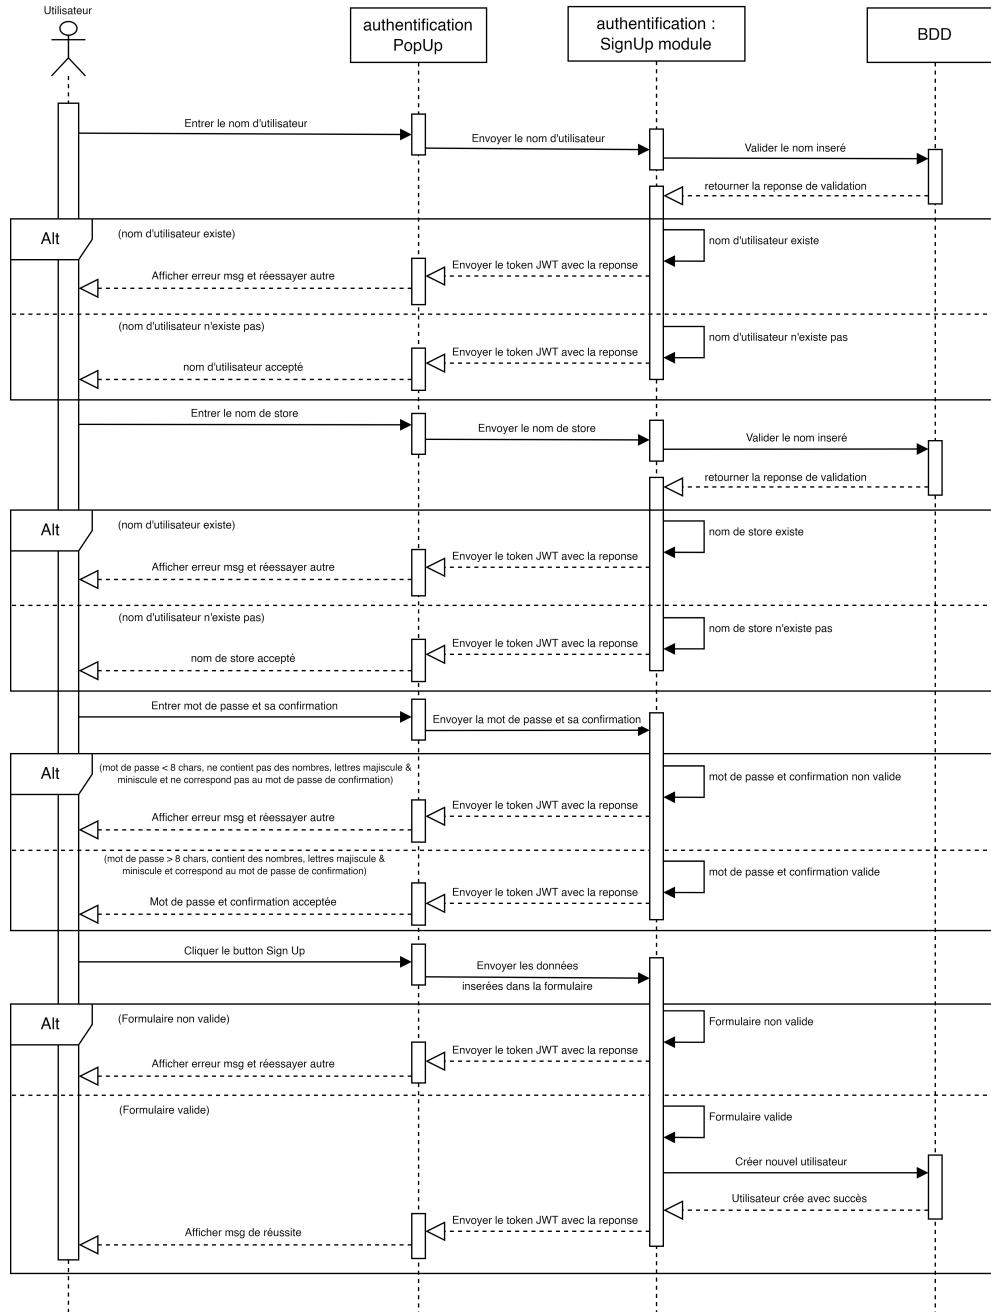 Utilisateur
authentification
PopUp
authentification :
SignUp module
BDD
Entrer le nom d'utilisateur
Envoyer le nom d'utilisateur
Valider le nom inseré
retourner la reponse de validation
Alt
(nom d'utilisateur existe)
nom d'utilisateur existe
Envoyer le token JWT avec la reponse
Afficher erreur msg et réessayer autre
(nom d'utilisateur n'existe pas)
nom d'utilisateur n'existe pas
Envoyer le token JWT avec la reponse
nom d'utilisateur accepté
Entrer le nom de store
Envoyer le nom de store
Valider le nom inseré
retourner la reponse de validation
Alt
(nom d'utilisateur existe)
nom de store existe
Envoyer le token JWT avec la reponse
Afficher erreur msg et réessayer autre
(nom d'utilisateur n'existe pas)
nom de store n'existe pas
Envoyer le token JWT avec la reponse
nom de store accepté
Entrer mot de passe et sa confirmation
Envoyer la mot de passe et sa confirmation
Alt
(mot de passe < 8 chars, ne contient pas des nombres, lettres majiscule &
miniscule et ne correspond pas au mot de passe de confirmation)
mot de passe et confirmation non valide
Envoyer le token JWT avec la reponse
Afficher erreur msg et réessayer autre
(mot de passe > 8 chars, contient des nombres, lettres majiscule &
miniscule et correspond au mot de passe de confirmation)
mot de passe et confirmation valide
Envoyer le token JWT avec la reponse
Mot de passe et confirmation acceptée
Cliquer le button Sign Up
Envoyer les données
inserées dans la formulaire
Alt
(Formulaire non valide)
Formulaire non valide
Envoyer le token JWT avec la reponse
Afficher erreur msg et réessayer autre
(Formulaire valide)
Formulaire valide
Créer nouvel utilisateur
Utilisateur crée avec succès
Envoyer le token JWT avec la reponse
Afficher msg de réussite